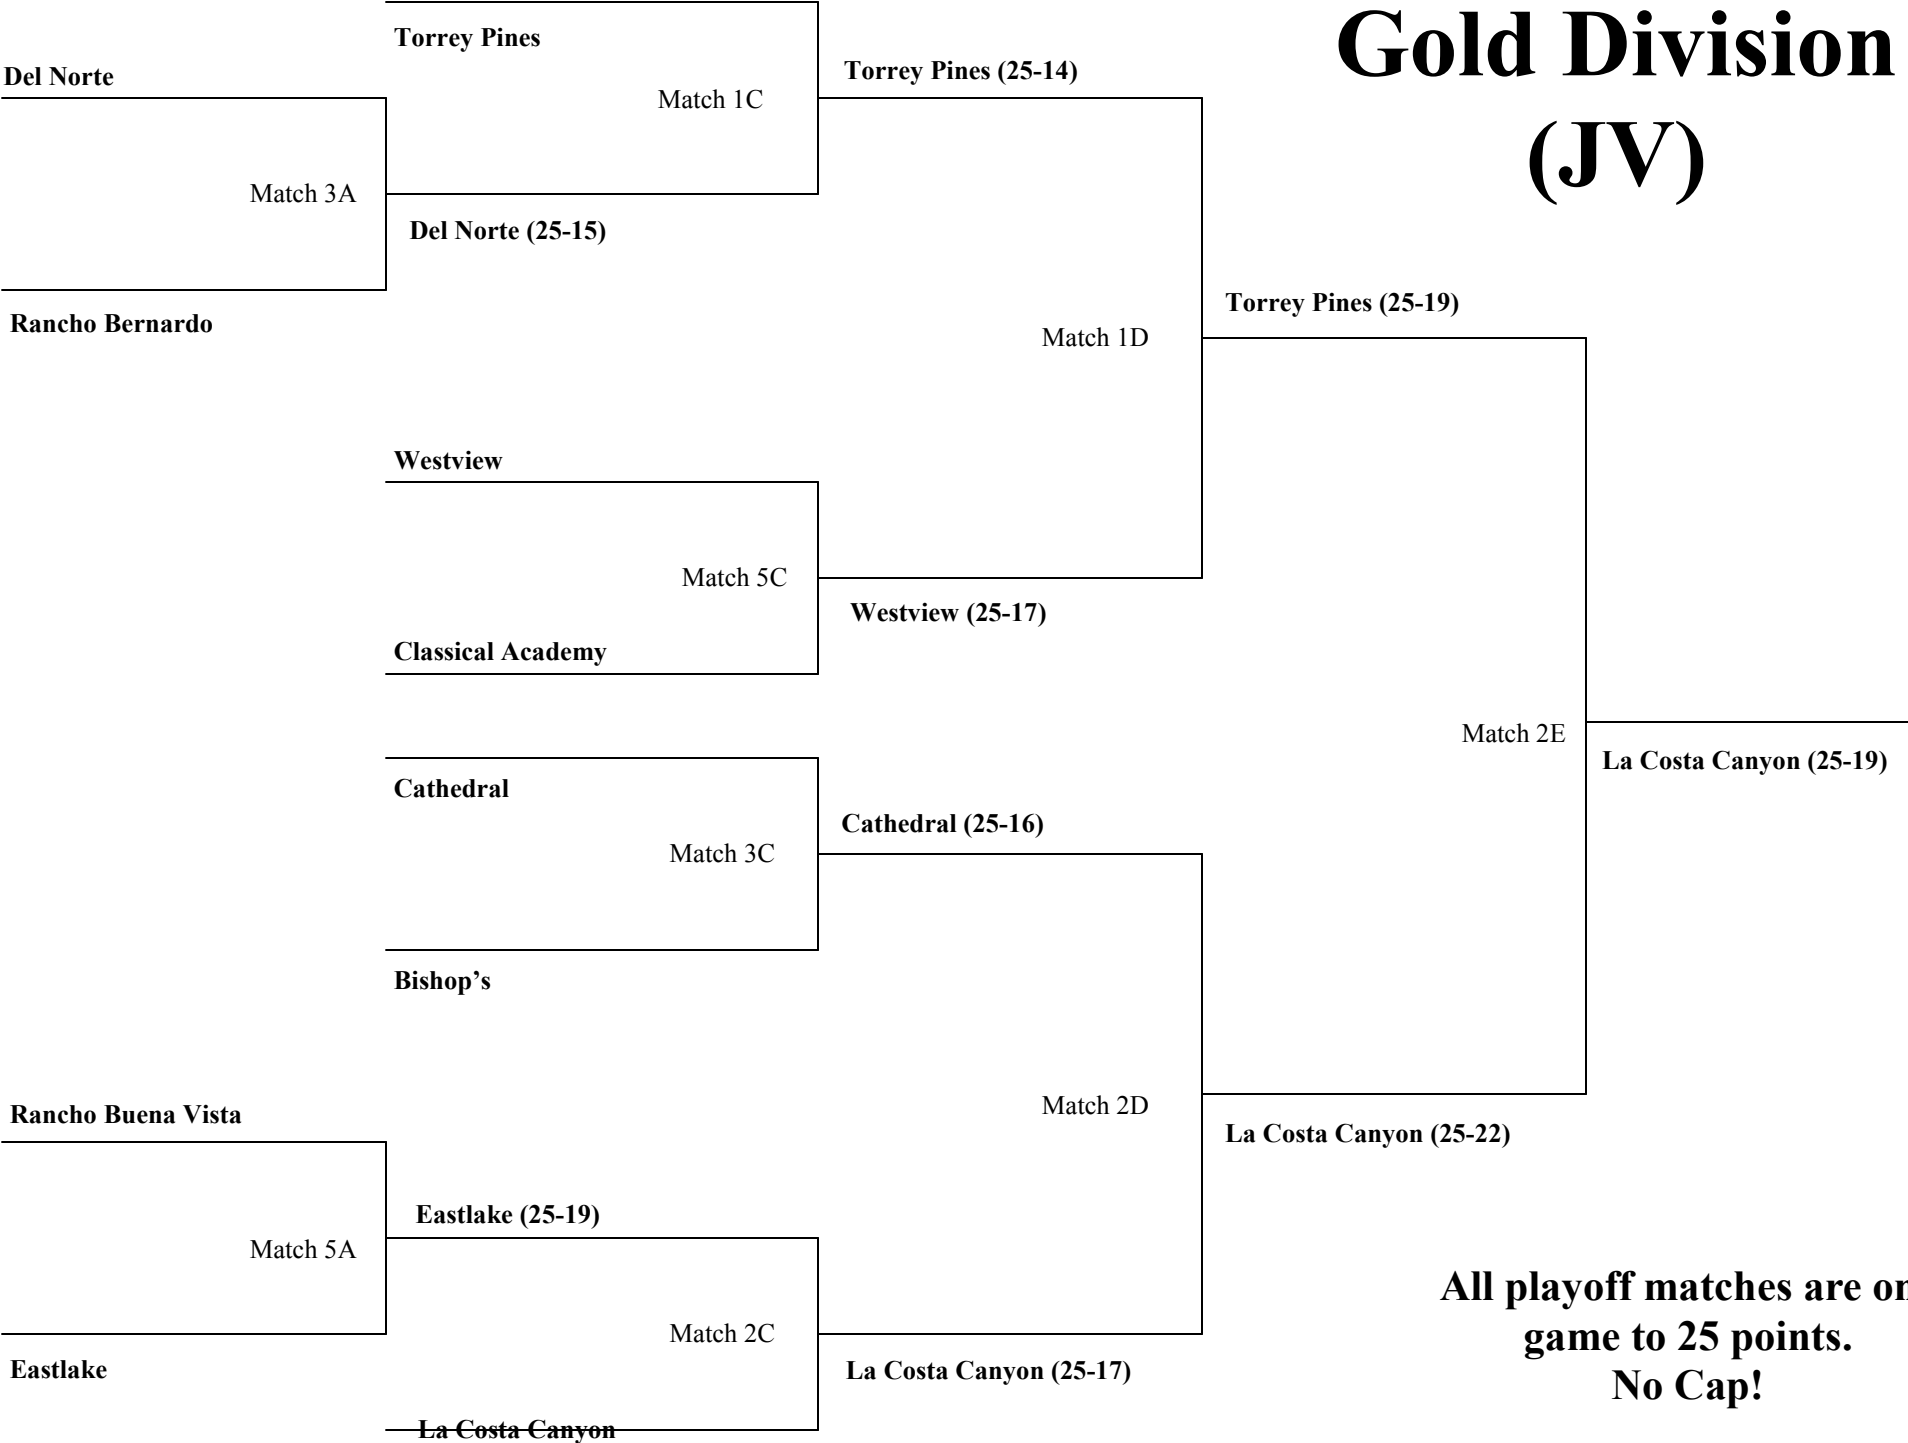 Gold Division
(JV)
Torrey Pines
Del Norte
Torrey Pines (25-14)
Match 1C
Match 3A
Del Norte (25-15)
Rancho Bernardo
Torrey Pines (25-19)
Match 1D
Westview
Match 5C
Westview (25-17)
Classical Academy
Match 2E
La Costa Canyon (25-19)
Cathedral
Cathedral (25-16)
Match 3C
Bishop’s
Rancho Buena Vista
Match 2D
La Costa Canyon (25-22)
Eastlake (25-19)
Match 5A
Match 2C
Eastlake
La Costa Canyon (25-17)
La Costa Canyon
All playoff matches are
game to 25 points.
No Cap!